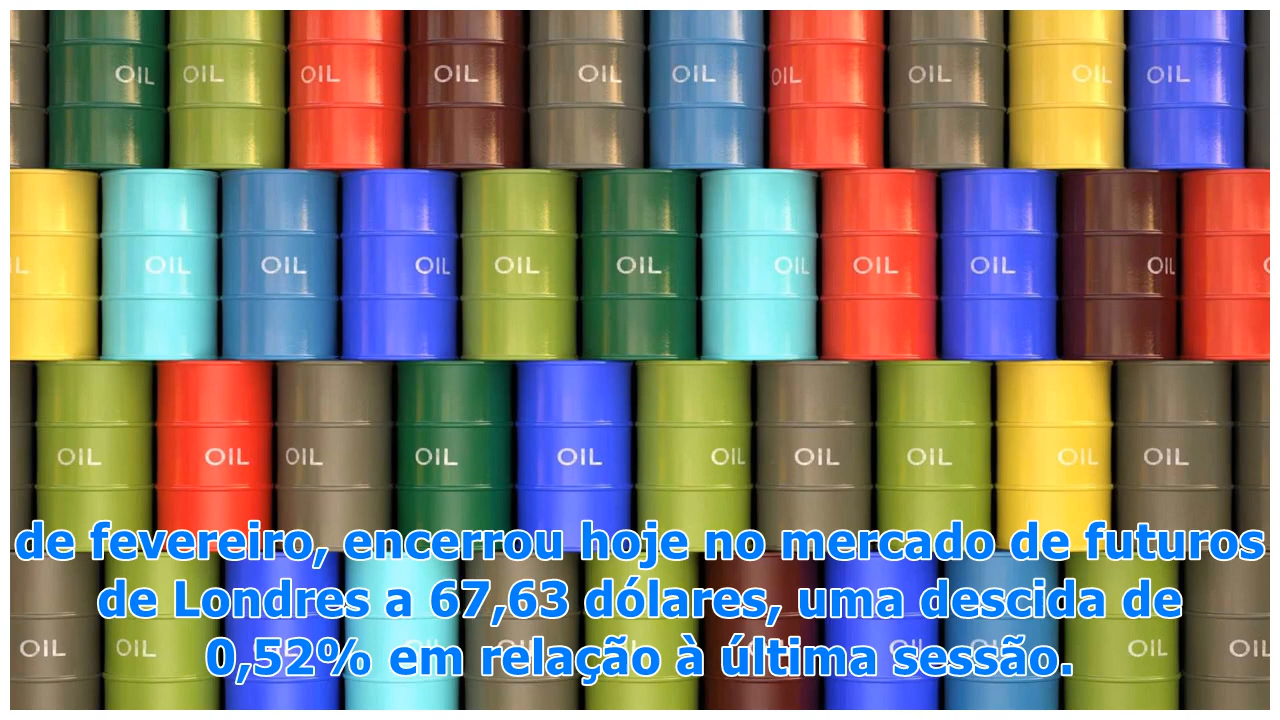 OIL OIL OIL OIL OIL OIL OIL OIL OIL OIL
IL OIL OIL OIL OIL OIL OIL OIL OIL OIL
OIL OIL OIL OIL OIL OIL OIL OIL OIL OIL
de fevereiro, encerrou hoje no mercado de futuros
de Londres a 67,63 dólares, uma descida de
OIL OIL OIL OIL OIL
0,52% em relação à última sessão.